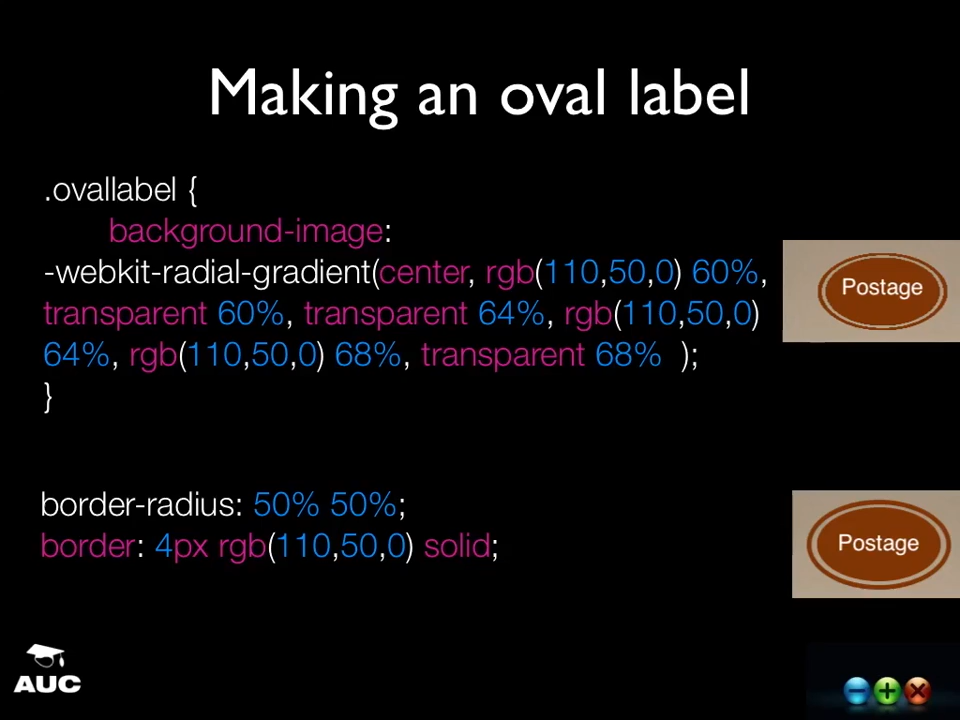 Making an oval label
.ovallabel {
background-image:
-webkit-radial-gradient(center, rgb(110,50,0) 60%,
transparent 60%, transparent 64%, rgb(110,50,0)
64%, rgb(110,50,0) 68%, transparent 68%  );
}
Postage
border-radius: 50% 50%;
border: 4px rgb(110,50,0) solid;
Postage
AUC